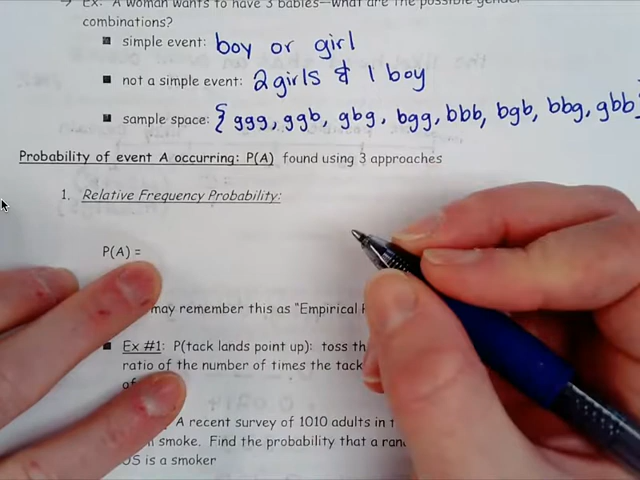 Ex: A woman wants to have 3 babies—what are the possible gender
combinations?
simple event: boy or girl
not a simple event: 2 girls & 1 boy
sample space: { ggg, ggb, gbg, bgg, bbb, bgb, bbg, gbb}
Probability of event A occurring: P(A) found using 3 approaches
1. Relative Frequency Probability:
P(A) =
may remember this as "Empirical
Ex #1: P(tack lands point up): toss
ratio of the number of times the tack
of
A recent survey of 1010 adults in
smoke. Find the probability that a
is a smoker